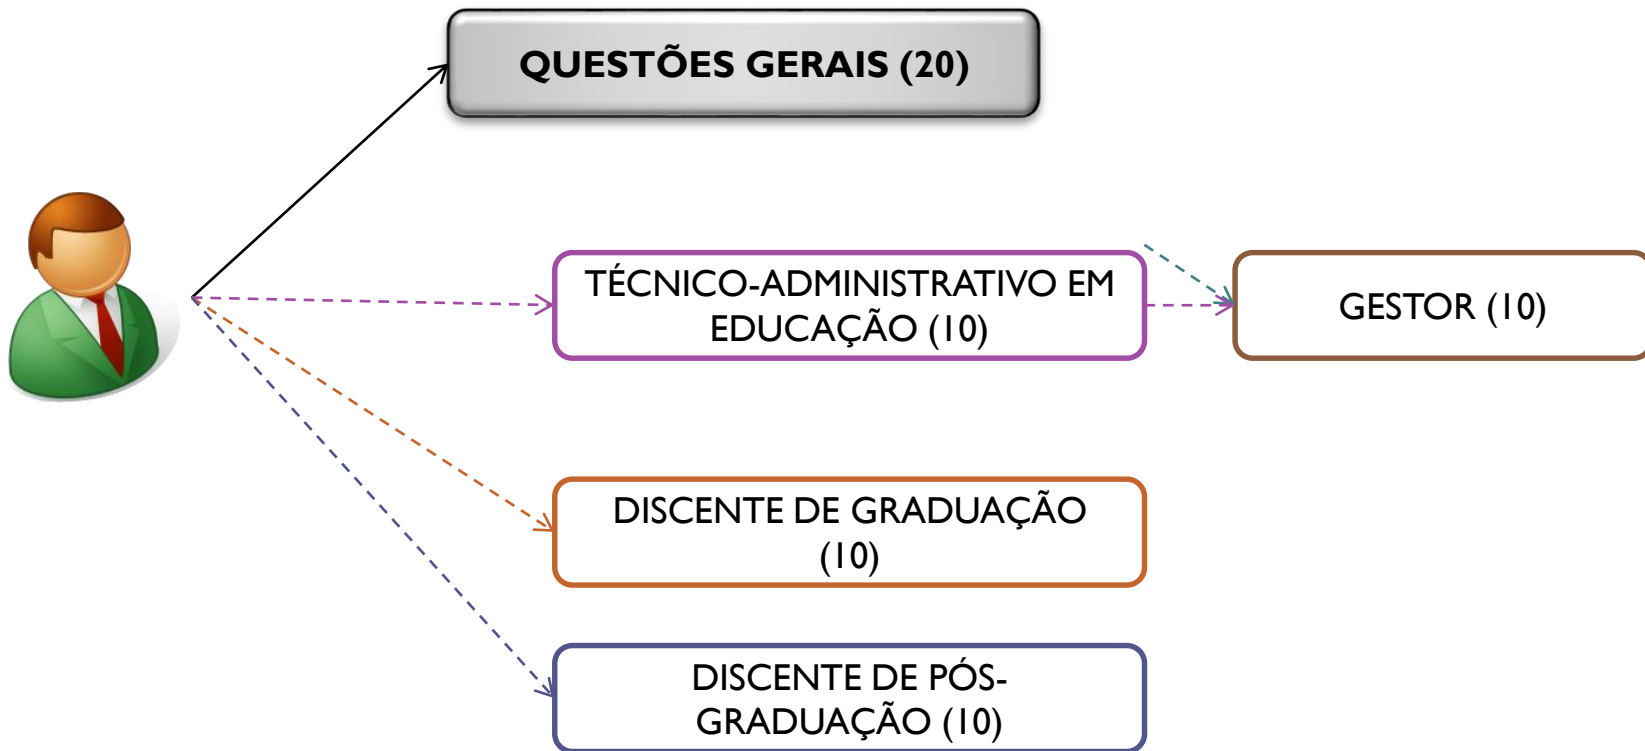 QUESTÕES GERAIS (20)
TÉCNICO-ADMINISTRATIVO EM
EDUCAÇÃO (10)
GESTOR (10)
DISCENTE DE GRADUAÇÃO
(10)
DISCENTE DE PÓS-
GRADUAÇÃO (10)